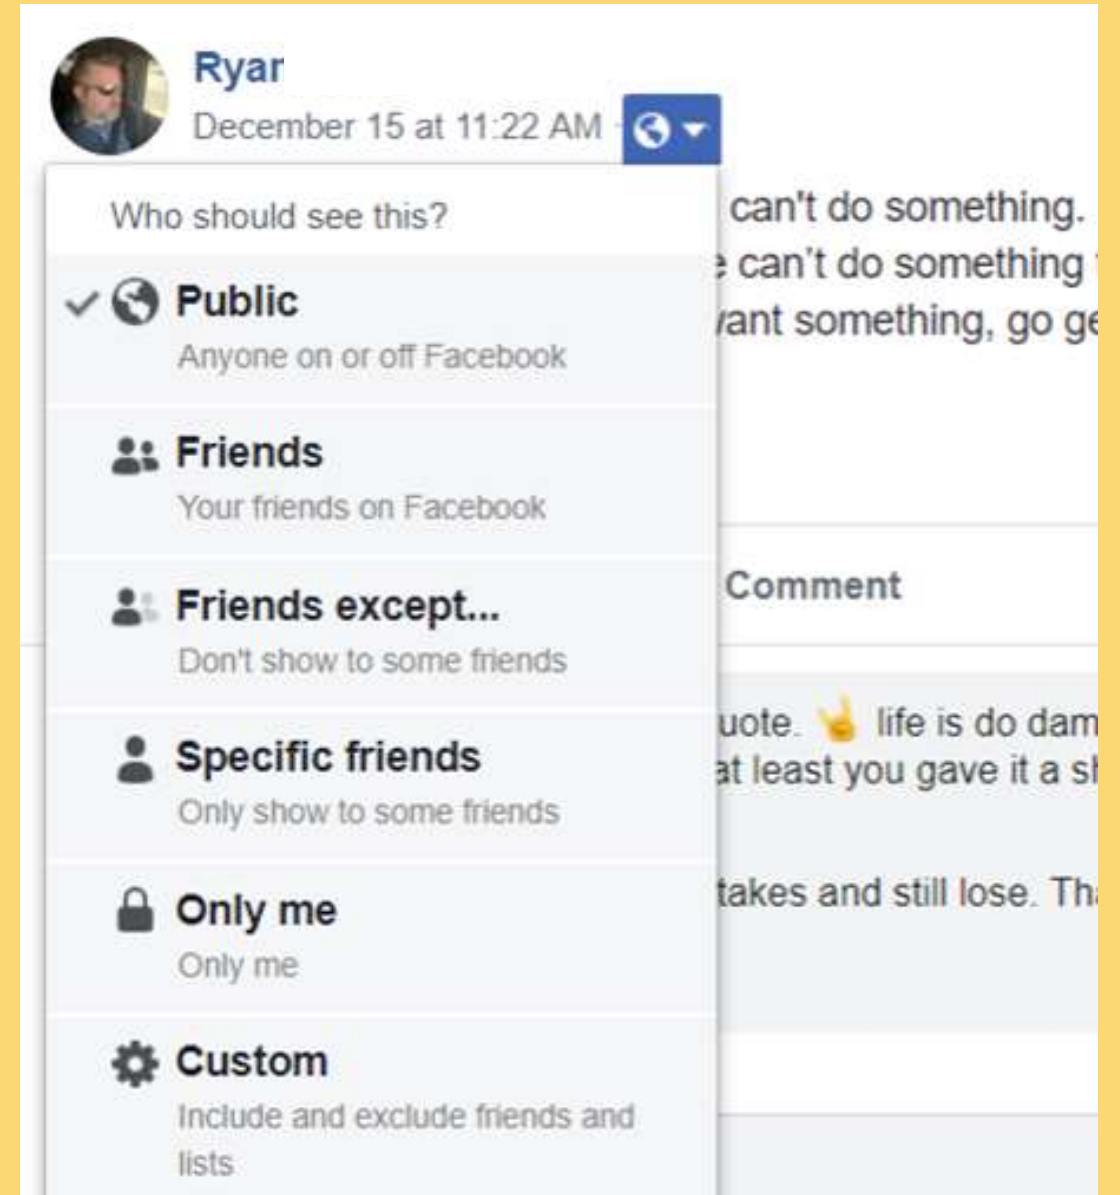 Ryar
December 15 at 11:22 AM
Who should see this?
Public
Anyone on or off Facebook
Friends
Your friends on Facebook
Friends except...
Don't show to some friends
Specific friends
Only show to some friends
Only me
Only me
Custom
Include and exclude friends and
lists
can't do something.
can't do something
want something, go ge
Comment
uote. 🤘 life is do dam
at least you gave it a sh
takes and still lose. Tha